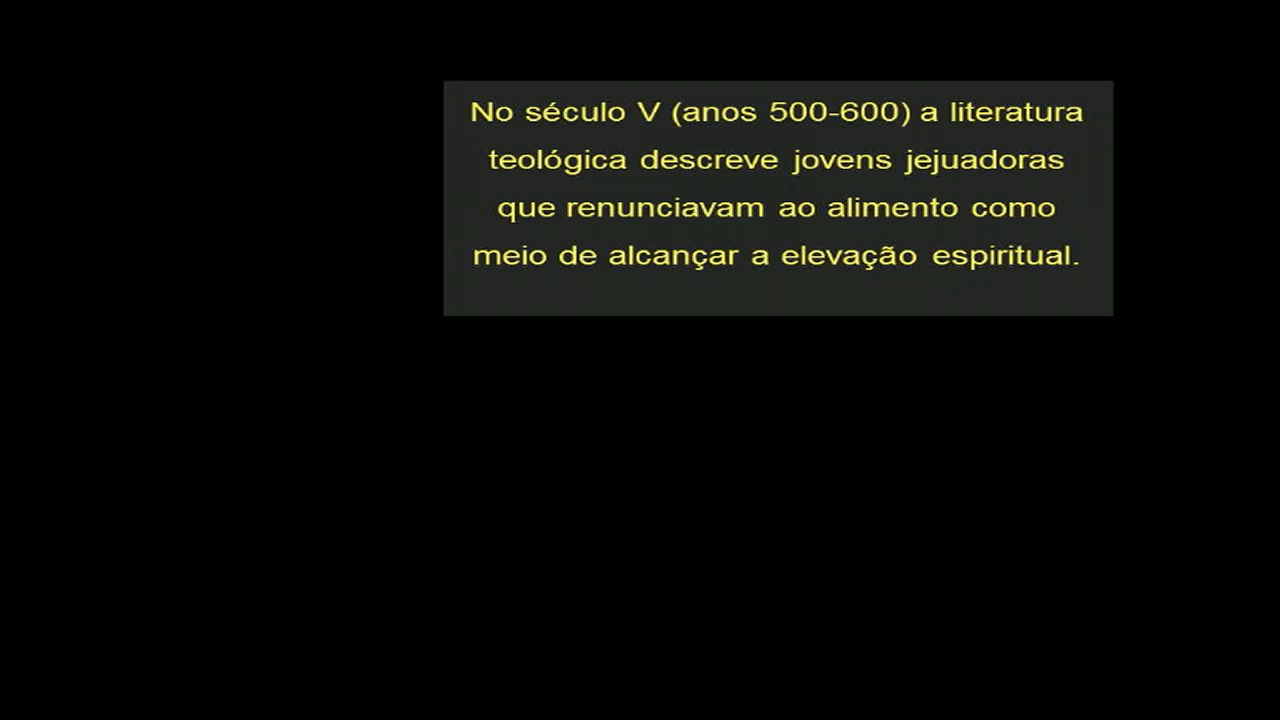 No século V (anos 500-600) a literatura
teológica descreve jovens jejuadoras
que renunciavam ao alimento como
meio de alcançar a elevação espiritual.